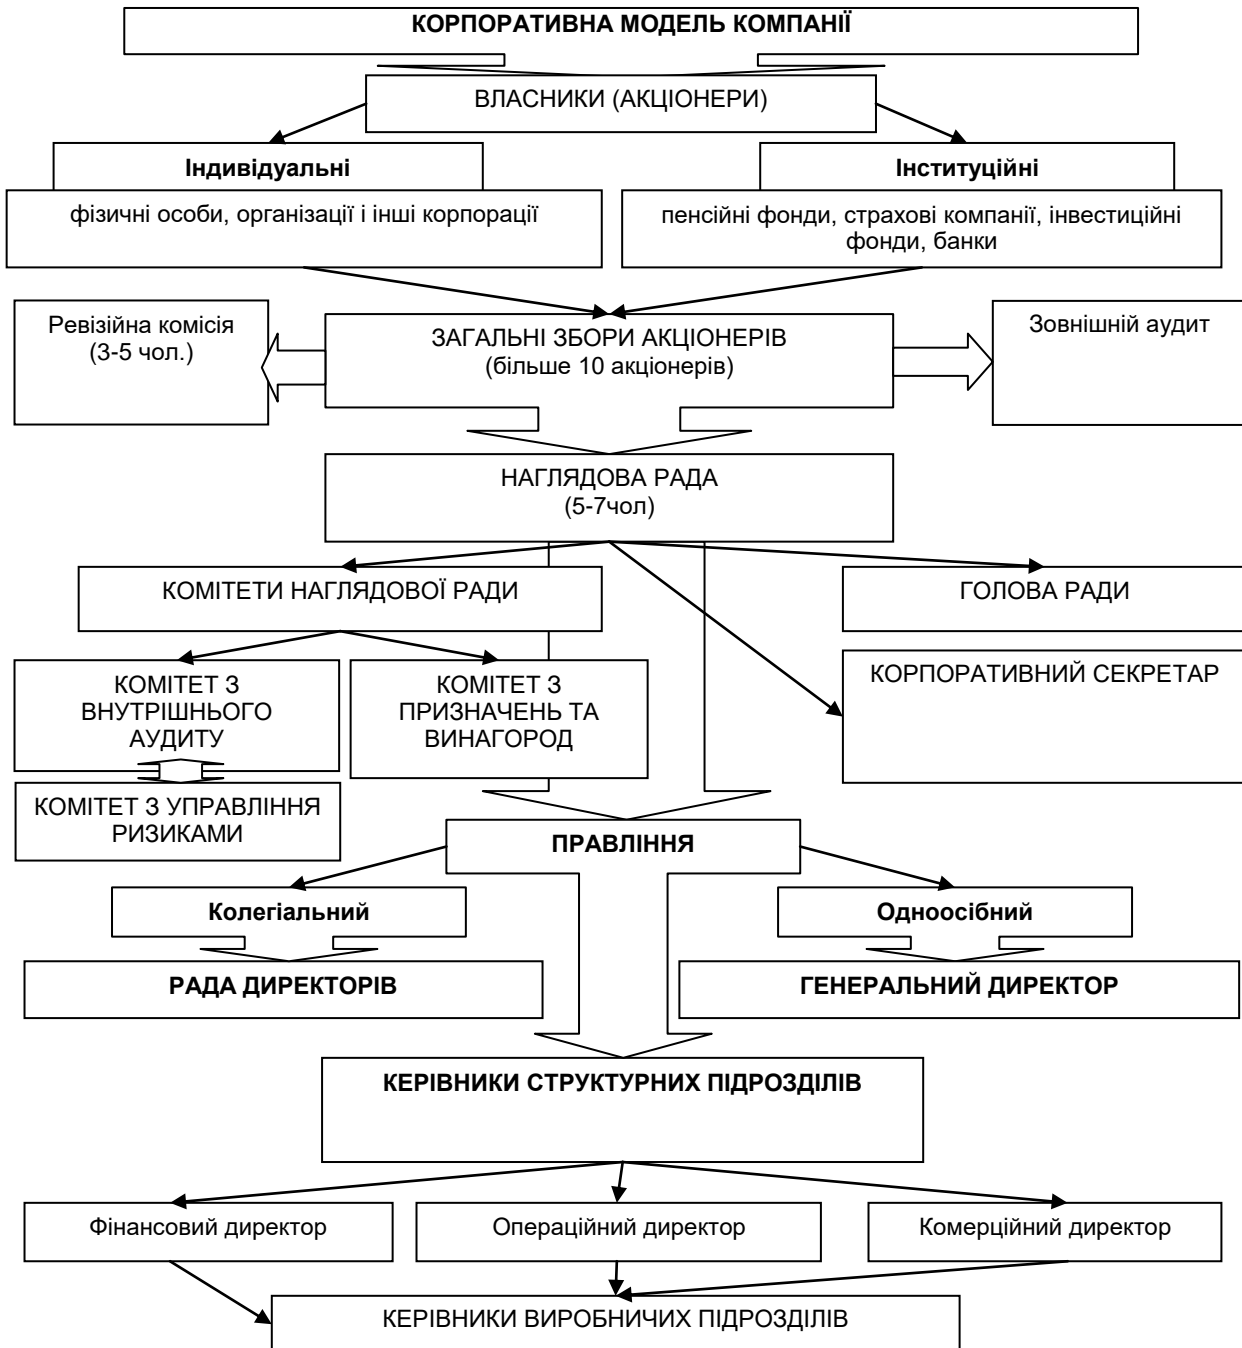 КОРПОРАТИВНА МОДЕЛЬ КОМПАНІЇ
ВЛАСНИКИ (АКЦІОНЕРИ)
Індивідуальні
Інституційні
фізичні особи, організації і інші корпорації
пенсійні фонди, страхові компанії, інвестиційні
фонди, банки
Ревізійна комісія
(3-5 чол.)
ЗАГАЛЬНІ ЗБОРИ АКЦІОНЕРІВ
(більше 10 акціонерів)
Зовнішній аудит
НАГЛЯДОВА РАДА
(5-7чол)
КОМІТЕТИ НАГЛЯДОВОЇ РАДИ
ГОЛОВА РАДИ
КОМІТЕТ З
ВНУТРІШНЬОГО
АУДИТУ
КОМІТЕТ З
ПРИЗНАЧЕНЬ ТА
ВИНАГОРОД
КОРПОРАТИВНИЙ СЕКРЕТАР
КОМІТЕТ З УПРАВЛІННЯ
РИЗИКАМИ
ПРАВЛІННЯ
Колегіальний
Одноосібний
РАДА ДИРЕКТОРІВ
ГЕНЕРАЛЬНИЙ ДИРЕКТОР
КЕРІВНИКИ СТРУКТУРНИХ ПІДРОЗДІЛІВ
Фінансовий директор
Операційний директор
Комерційний директор
КЕРІВНИКИ ВИРОБНИЧИХ ПІДРОЗДІЛІВ